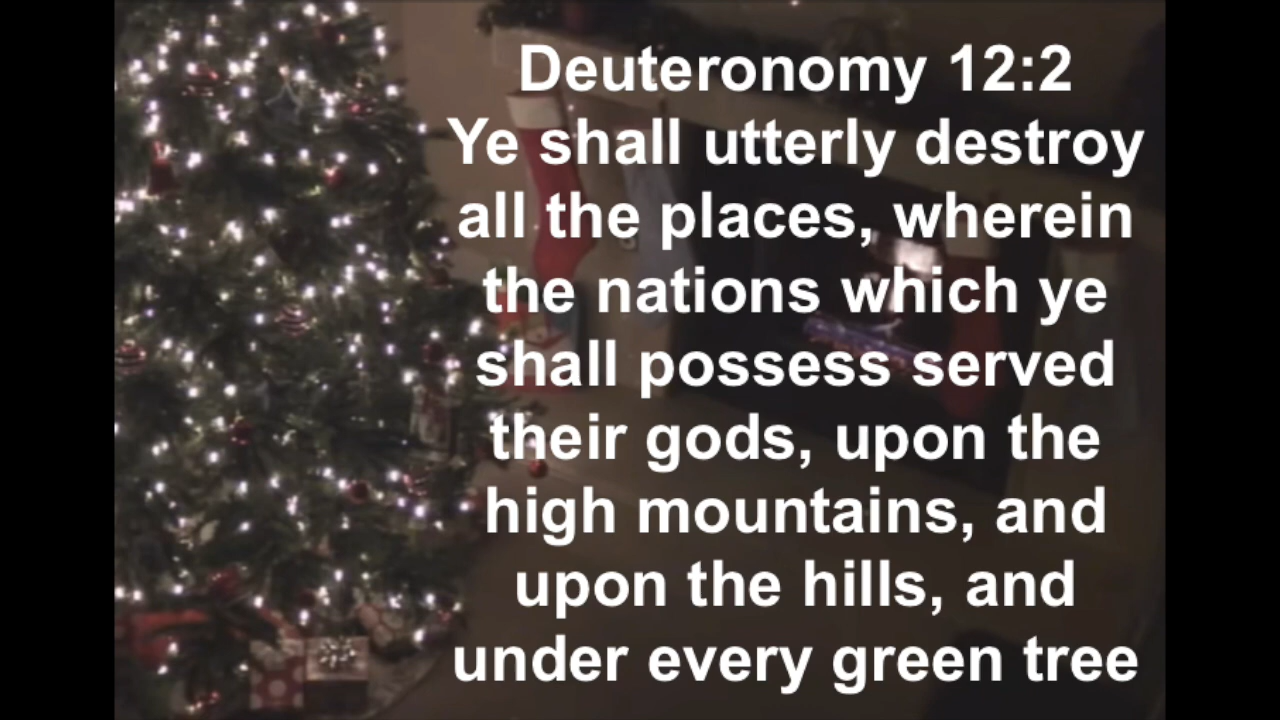 Deuteronomy 12:2
Ye shall utterly destroy
all the places, wherein
the nations which ye
shall possess served
their gods, upon the
high mountains, and
upon the hills, and
under every green tree